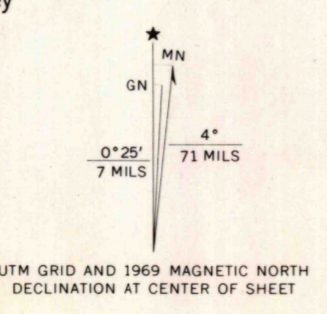 MN
GN
0°25′
7 MILS
4°
71 MILS
UTM GRID AND 1969 MAGNETIC NORTH
DECLINATION AT CENTER OF SHEET